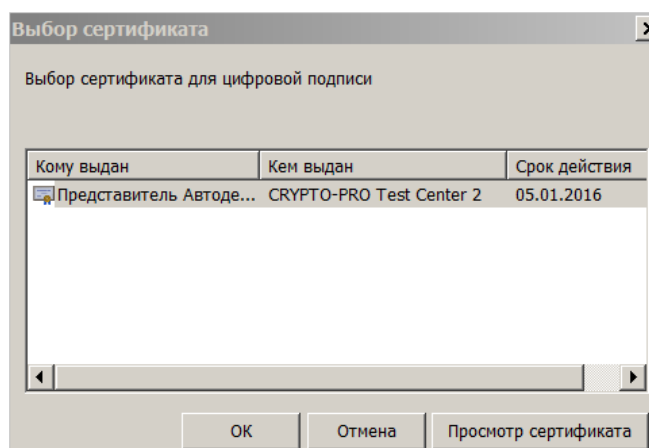 Выбор сертификата
Выбор сертификата для цифровой подписи
Кому выдан Кем выдан Срок действия
Представитель Автоде... CRYPTO-PRO Test Center 2 05.01.2016
ОК Отмена Просмотр сертификата